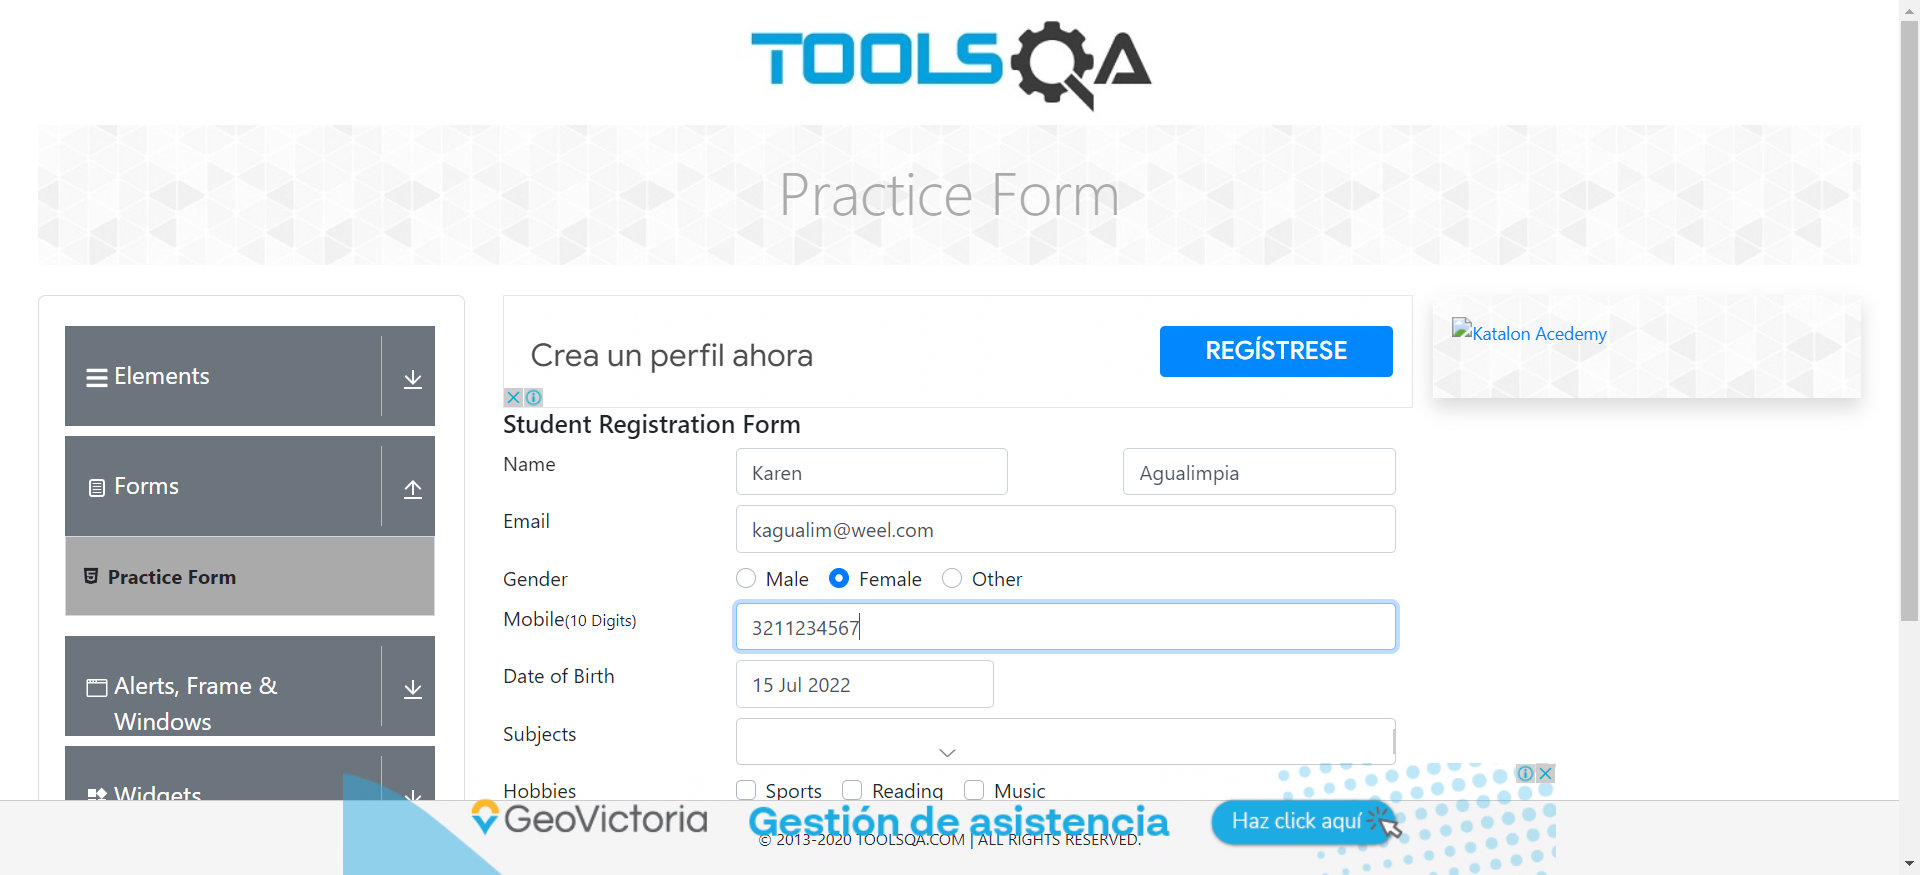 TOOLSQA
Practice Form
Elements
Forms
Practice Form
Alerts, Frame &
Windows
Widgets
Crea un perfil ahora
REGÍSTRESE
Katalon Acedemy
Student Registration Form
Name Karen Agualimpia
Email kagualim@weel.com
Gender Male Female Other
Mobile(10 Digits) 3211234567
Date of Birth 15 Jul 2022
Subjects
Hobbies Sports Reading Music
GeoVictoria Gestión de asistencia Haz click aquí
© 2013-2020 TOOLSQA.COM | ALL RIGHTS RESERVED.